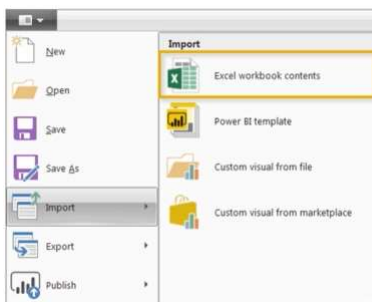 New
Open
Save
Save As
Import
Export
Publish
Import
Excel workbook contents
Power BI template
Custom visual from file
Custom visual from marketplace